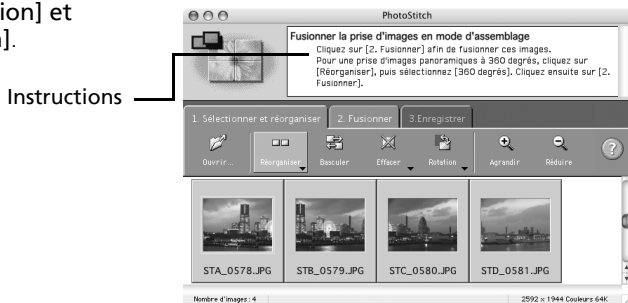 ion] et
].
Instructions
PhotoStitch
Fusionner la prise d'images en mode d'assemblage
Cliquez sur [2. Fusionner] afin de fusionner ces images.
Pour une prise d'images panoramiques à 360 degrés, cliquez sur
[Réorganiser], puis sélectionnez [360 degrés]. Cliquez ensuite sur [2.
Fusionner].
1. Sélectionner et réorganiser 2. Fusionner 3.Enregistrer
Ouvrir... Réorganiser Basculer Effacer Rotation Agrandir Réduire ?
STA_0578.JPG STB_0579.JPG STC_0580.JPG STD_0581.JPG
Nombre d'images: 4 2592 x 1944 Couleurs 64K